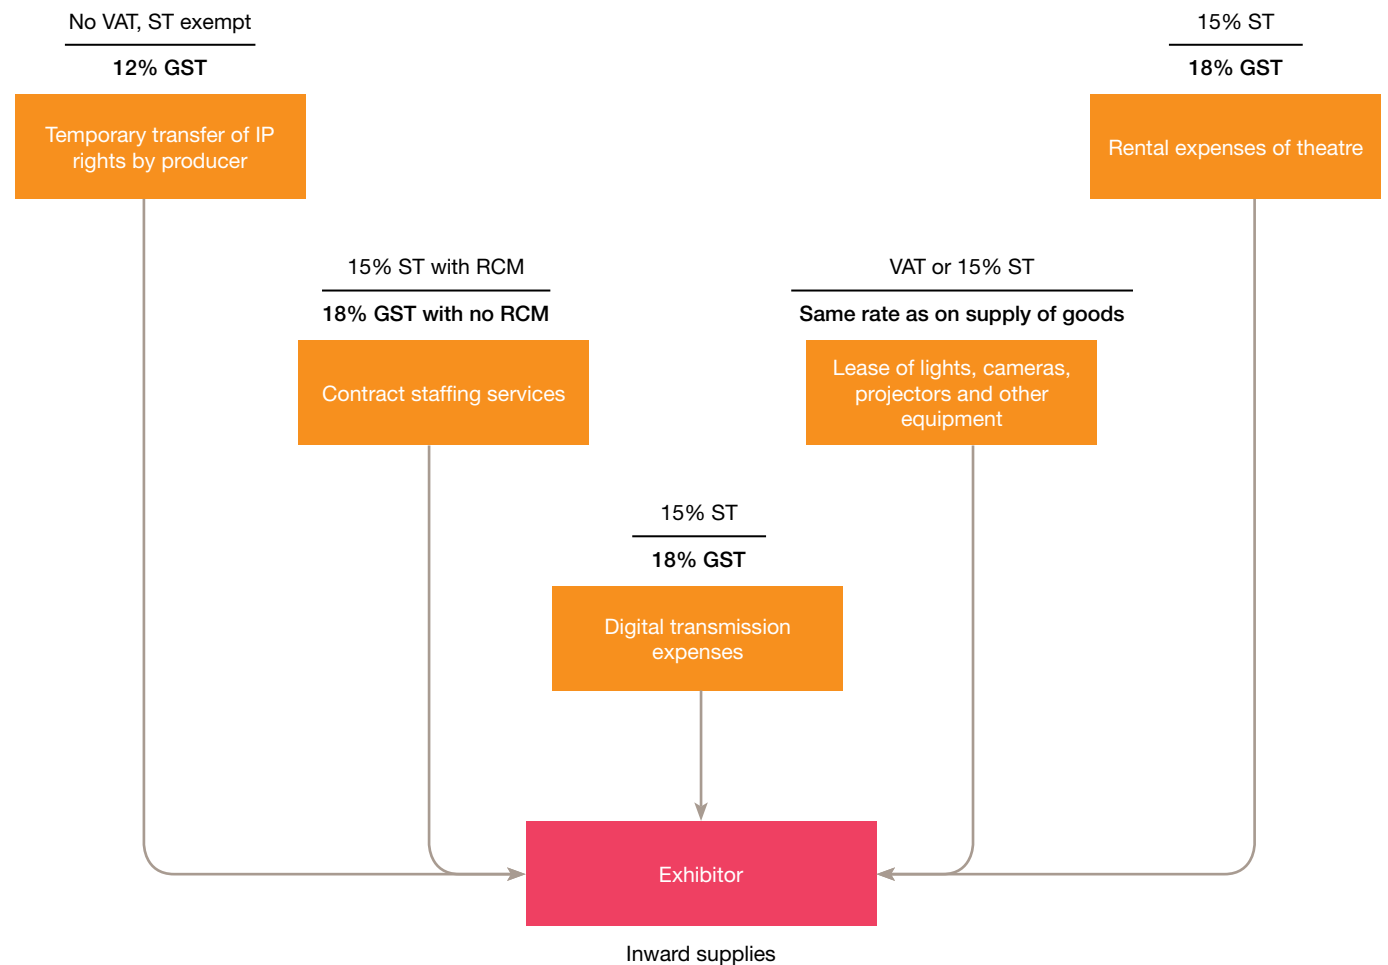 No VAT, ST exempt
12% GST
Temporary transfer of IP
rights by producer
15% ST
18% GST
Rental expenses of theatre
15% ST with RCM
18% GST with no RCM
Contract staffing services
VAT or 15% ST
Same rate as on supply of goods
Lease of lights, cameras,
projectors and other
equipment
15% ST
18% GST
Digital transmission
expenses
Exhibitor
Inward supplies